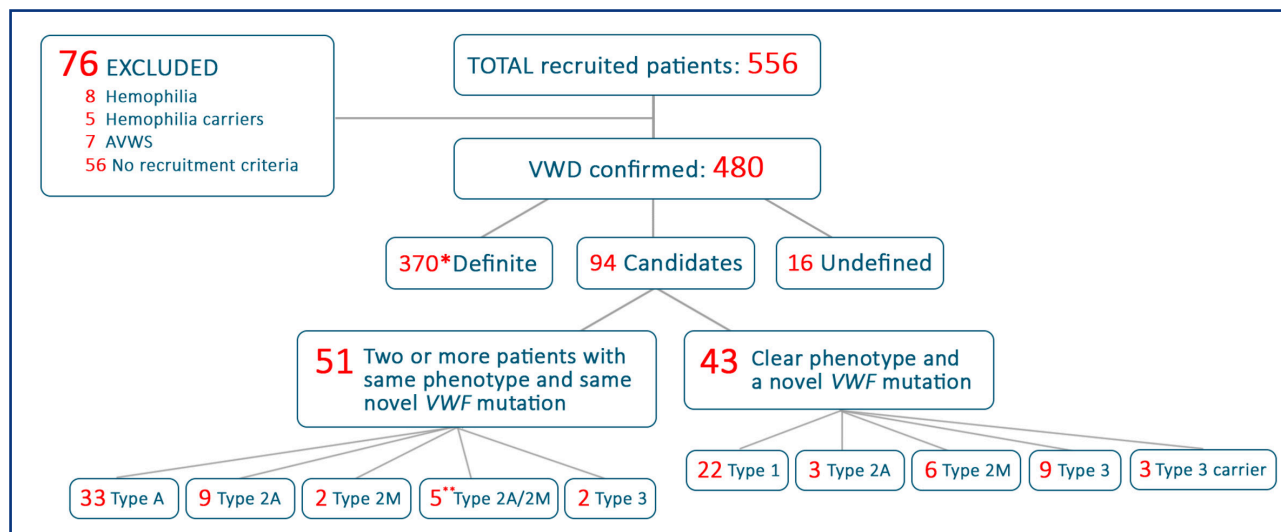 76 EXCLUDED
8 Hemophilia
5 Hemophilia carriers
7 AVWS
56 No recruitment criteria
TOTAL recruited patients: 556
VWD confirmed: 480
370* Definite
94 Candidates
16 Undefined
51 Two or more patients with
same phenotype and same
novel VWF mutation
43 Clear phenotype and
a novel VWF mutation
33 Type A
9 Type 2A
2 Type 2M
5** Type 2A/2M
2 Type 3
22 Type 1
3 Type 2A
6 Type 2M
9 Type 3
3 Type 3 carrier